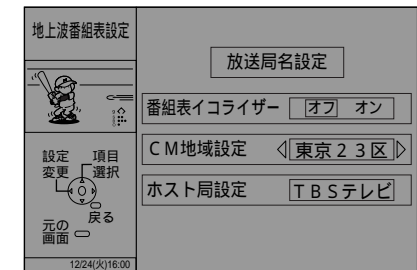 地上波番組表設定
放送局名設定
番組表イコライザー オフ オン
CM地域設定 東京23区
ホスト局設定 TBSテレビ
設定変更 項目選択
戻る
元の画面
12/24(火)16:00